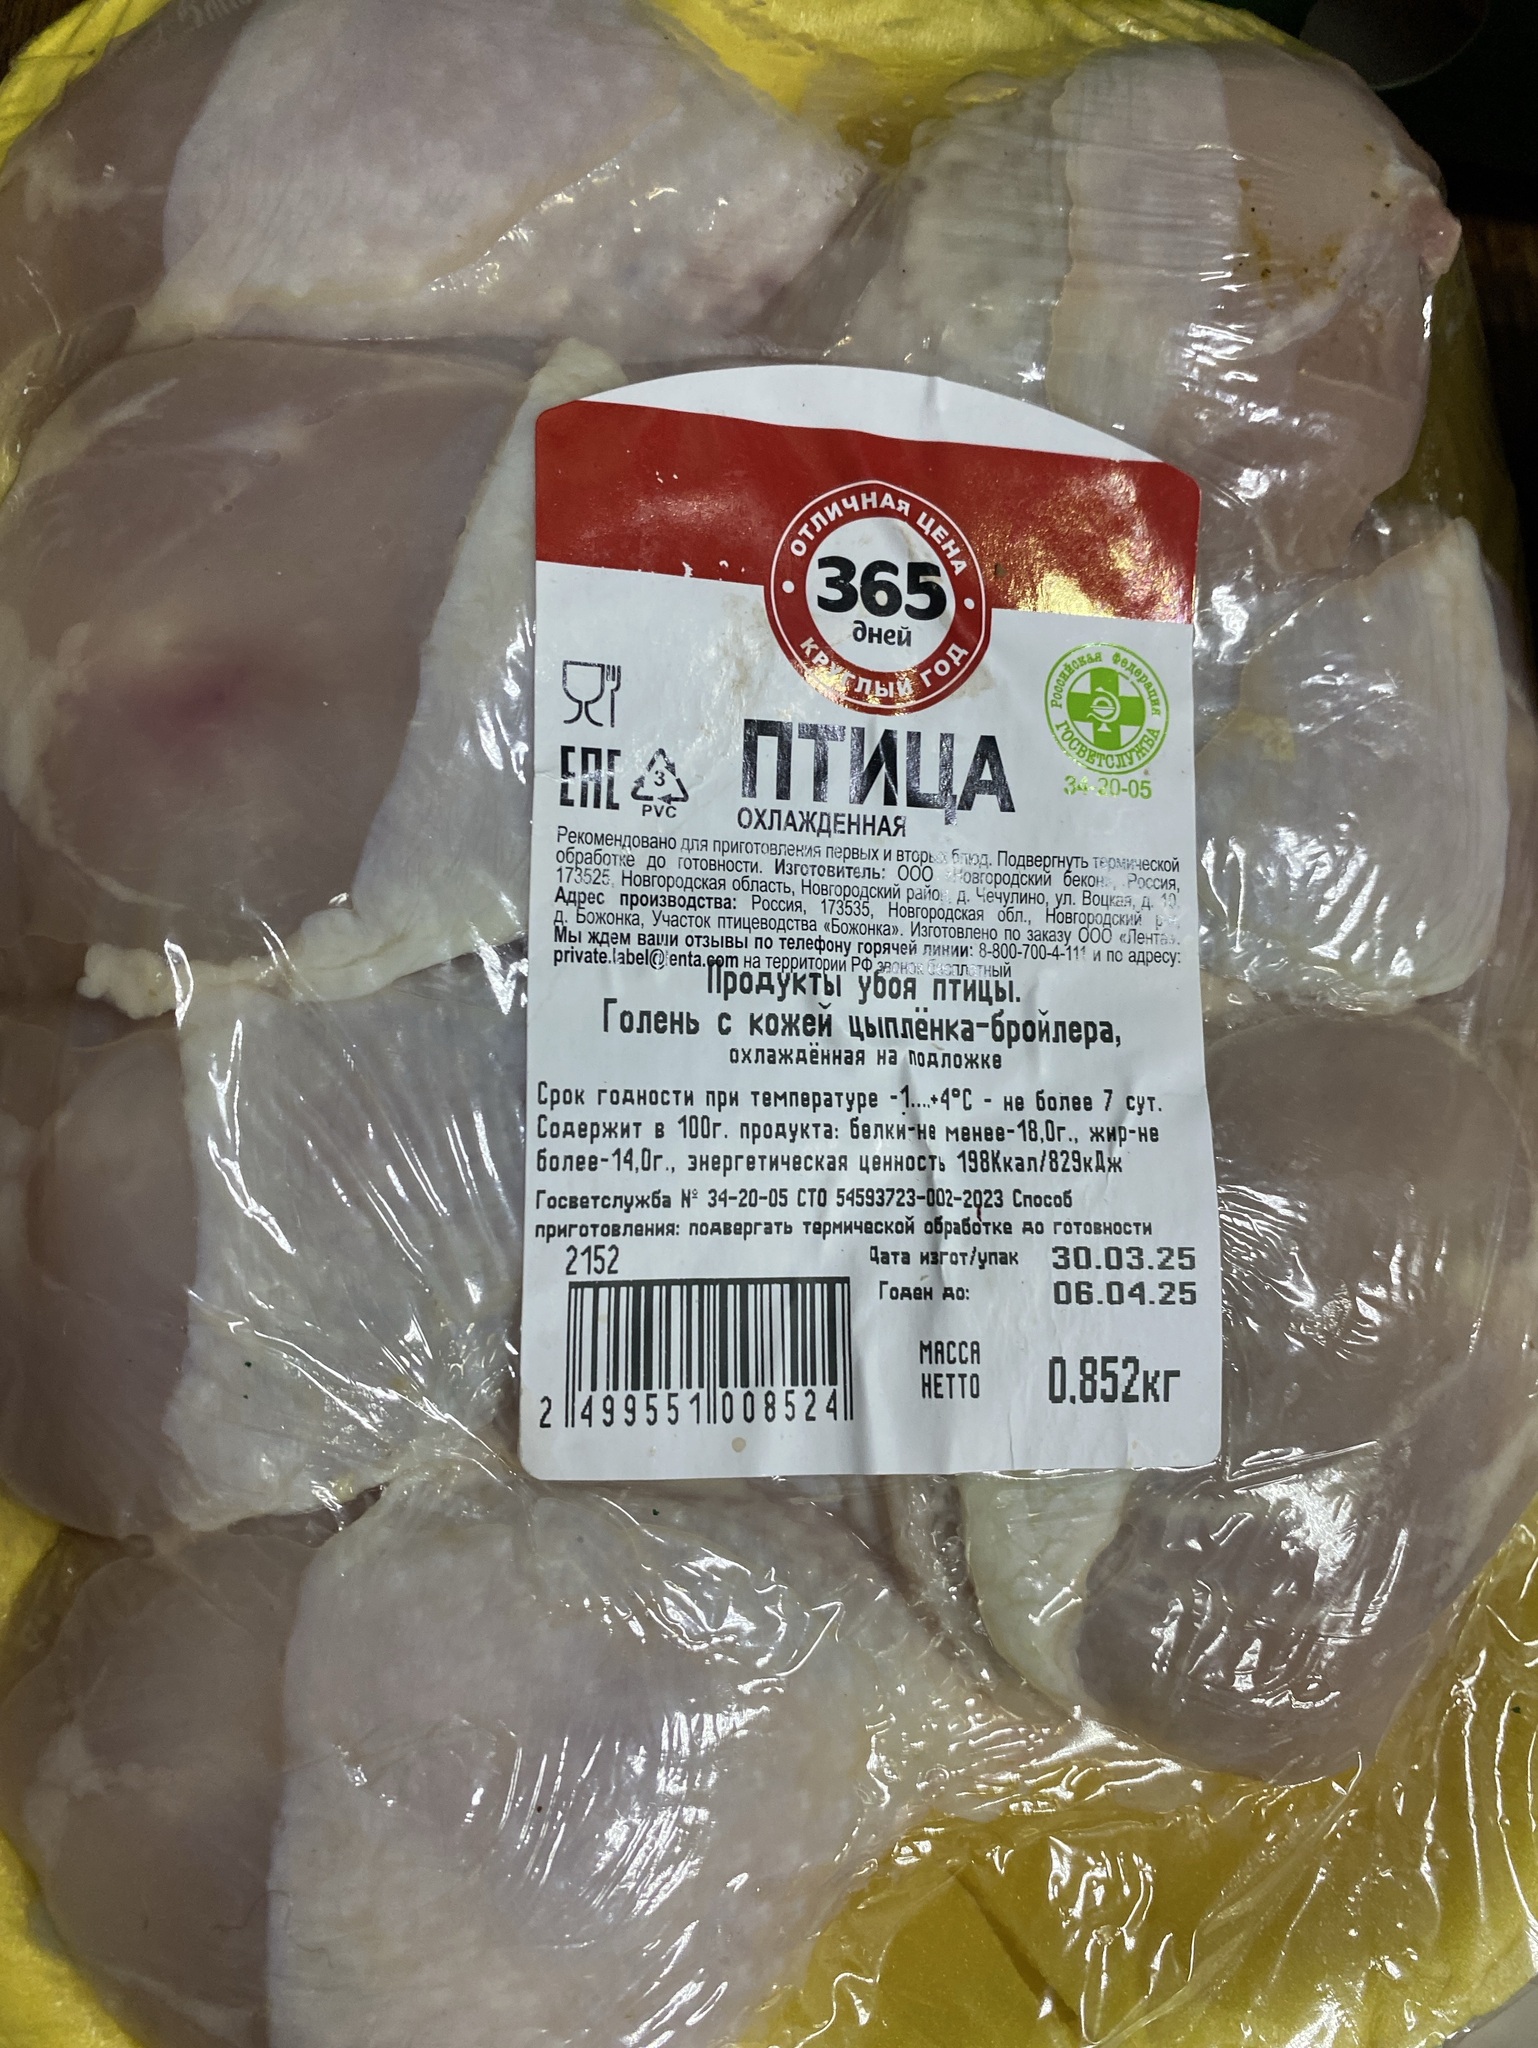 ОТЛИЧНАЯ ЦЕНА
365
дней
КРУГЛЫЙ ГОД
Российская Федерация
ГОСВЕТСЛУЖБА
34-20-05
EAC
3
PVC
ПТИЦА
ОХЛАЖДЕННАЯ
Рекомендовано для приготовления первых и вторых блюд. Подвергнуть термической
обработке до готовности. Изготовитель: ООО «Новгородский бекон», Россия,
173525, Новгородская область, Новгородский район, д. Чечулино, ул. Воцкая, д. 10.
Адрес производства: Россия, 173535, Новгородская обл., Новгородский
д. Божонка, Участок птицеводства «Божонка». Изготовлено по заказу ООО «Лента».
Мы ждем ваши отзывы по телефону горячей линии: 8-800-700-4-111 и по адресу:
private.label@lenta.com на территории РФ звонок бесплатный
Продукты убоя птицы.
Голень с кожей цыплёнка-бройлера,
охлаждённая на подложке
Срок годности при температуре -1...+4°С - не более 7 сут.
Содержит в 100г. продукта: белки-не менее-18,0г., жир-не
более-14,0г., энергетическая ценность 198Ккал/829кДж
Госветслужба № 34-20-05 СТО 54593723-002-2023 Способ
приготовления: подвергать термической обработке до готовности
2152
Дата изгот/упак 30.03.25
Годен до: 06.04.25
МАССА
НЕТТО 0.852кг
2 499551 008524